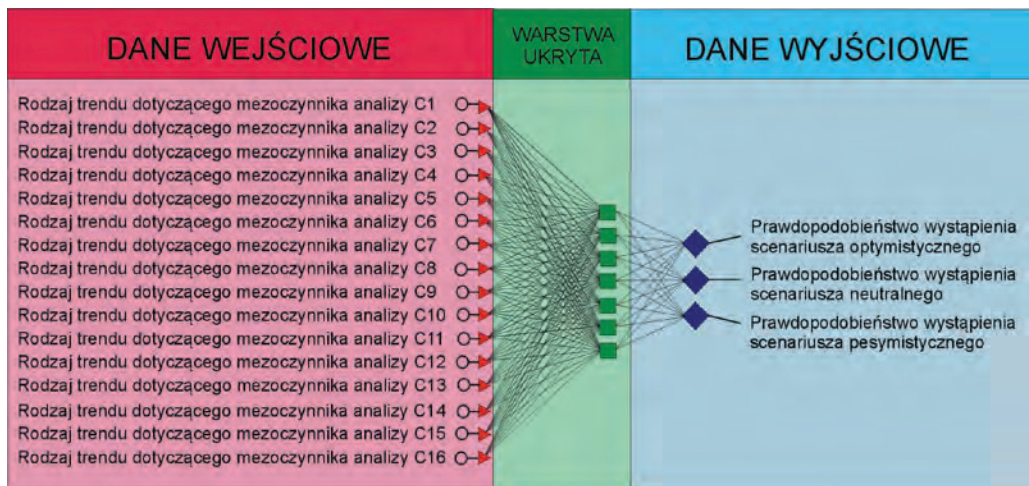 DANE WEJŚCIOWE
WARSTWA
UKRYTA
DANE WYJŚCIOWE
Rodzaj trendu dotyczącego mezoczynnika analizy C1
Rodzaj trendu dotyczącego mezoczynnika analizy C2
Rodzaj trendu dotyczącego mezoczynnika analizy C3
Rodzaj trendu dotyczącego mezoczynnika analizy C4
Rodzaj trendu dotyczącego mezoczynnika analizy C5
Rodzaj trendu dotyczącego mezoczynnika analizy C6
Rodzaj trendu dotyczącego mezoczynnika analizy C7
Rodzaj trendu dotyczącego mezoczynnika analizy C8
Rodzaj trendu dotyczącego mezoczynnika analizy C9
Rodzaj trendu dotyczącego mezoczynnika analizy C10
Rodzaj trendu dotyczącego mezoczynnika analizy C11
Rodzaj trendu dotyczącego mezoczynnika analizy C12
Rodzaj trendu dotyczącego mezoczynnika analizy C13
Rodzaj trendu dotyczącego mezoczynnika analizy C14
Rodzaj trendu dotyczącego mezoczynnika analizy C15
Rodzaj trendu dotyczącego mezoczynnika analizy C16
Prawdopodobieństwo wystąpienia
scenariusza optymistycznego
Prawdopodobieństwo wystąpienia
scenariusza neutralnego
Prawdopodobieństwo wystąpienia
scenariusza pesymistycznego